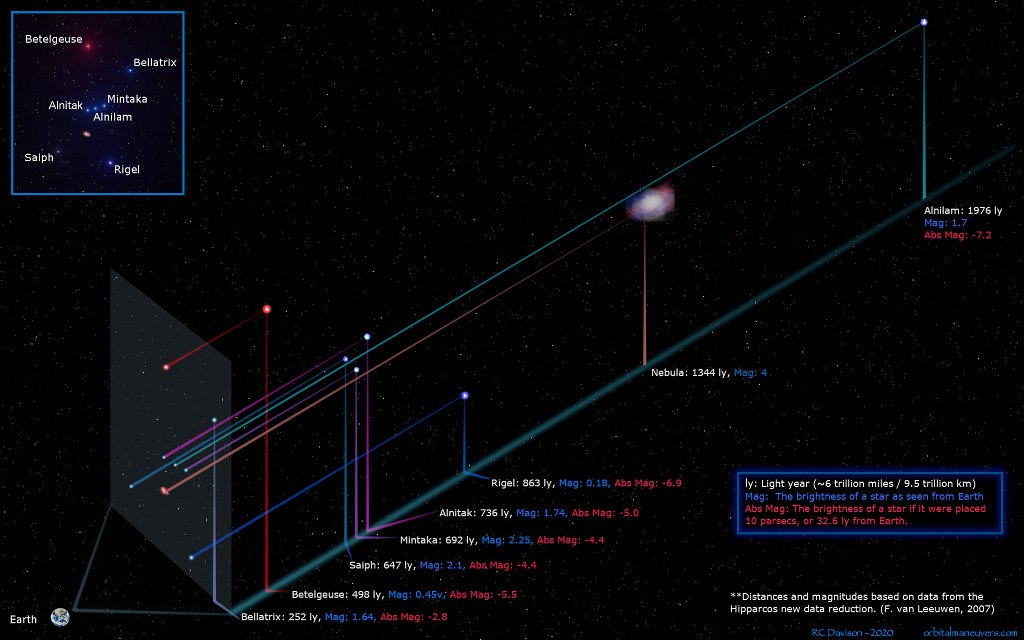 Betelgeuse
Bellatrix
Alnitak
Mintaka
Alnilam
Saiph
Rigel
Alnilam: 1976 ly
Mag: 1.7
Abs Mag: -7.2
Nebula: 1344 ly, Mag: 4
Rigel: 863 ly, Mag: 0.18, Abs Mag: -6.9
Alnitak: 736 ly, Mag: 1.74, Abs Mag: -5.0
Mintaka: 692 ly, Mag: 2.25, Abs Mag: -4.4
Saiph: 647 ly, Mag: 2.1, Abs Mag: -4.4
Betelgeuse: 498 ly, Mag: 0.45v, Abs Mag: -5.5
Bellatrix: 252 ly, Mag: 1.64, Abs Mag: -2.8
Earth
ly: Light year (~6 trillion miles / 9.5 trillion km)
Mag: The brightness of a star as seen from Earth
Abs Mag: The brightness of a star if it were placed
10 parsecs, or 32.6 ly from Earth.
**Distances and magnitudes based on data from the
Hipparcos new data reduction. (F. van Leeuwen, 2007)
RC Davison - 2020 orbitalmaneuvers.com